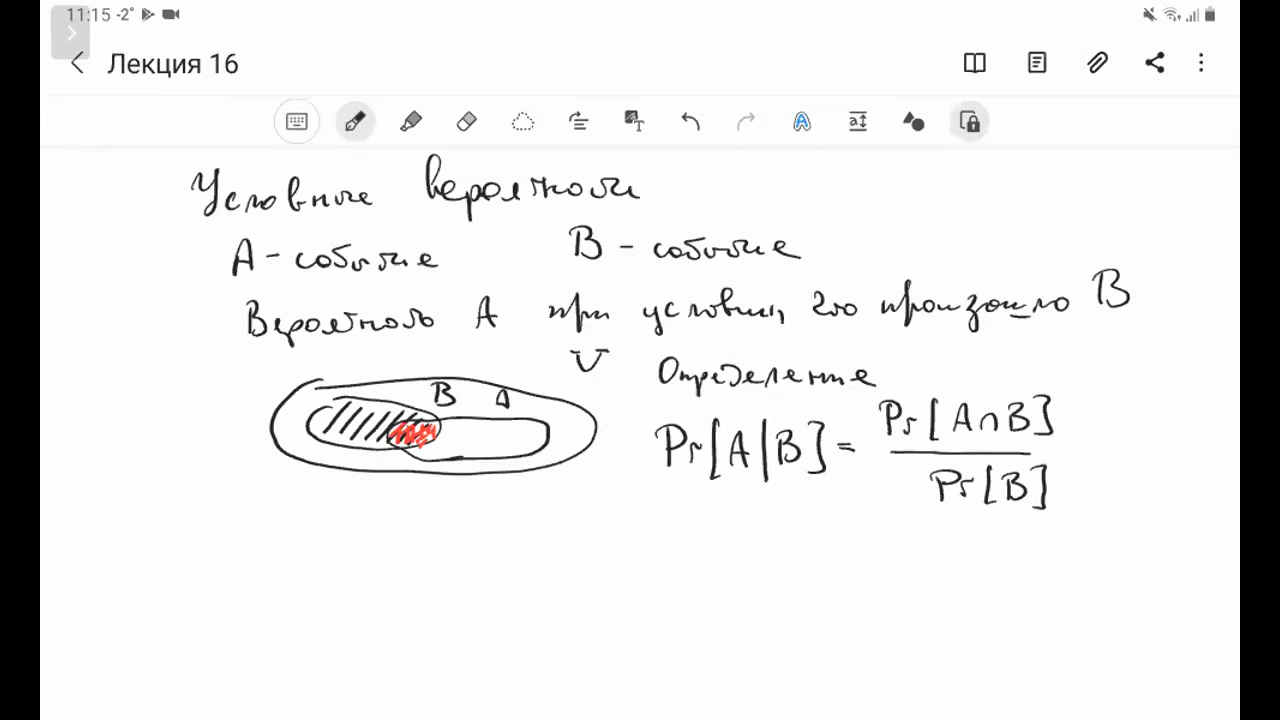 11:15 -2°
Лекция 16
Условные вероятности
A - событие B - событие
Вероятность A при условии, что произошло B
U Определение
B A
Pr[A|B] = Pr[A∩B] / Pr[B]